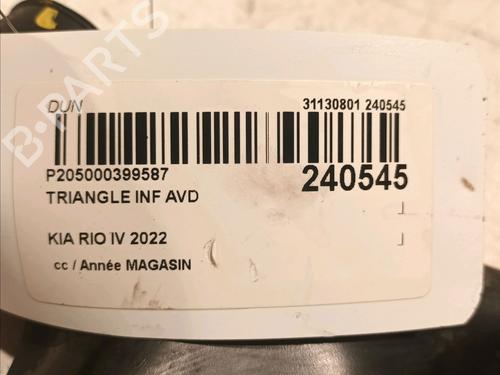 DUN
31130801 240545
P205000399587
240545
TRIANGLE INF AVD
KIA RIO IV 2022
cc / Année MAGASIN
B-PARTS